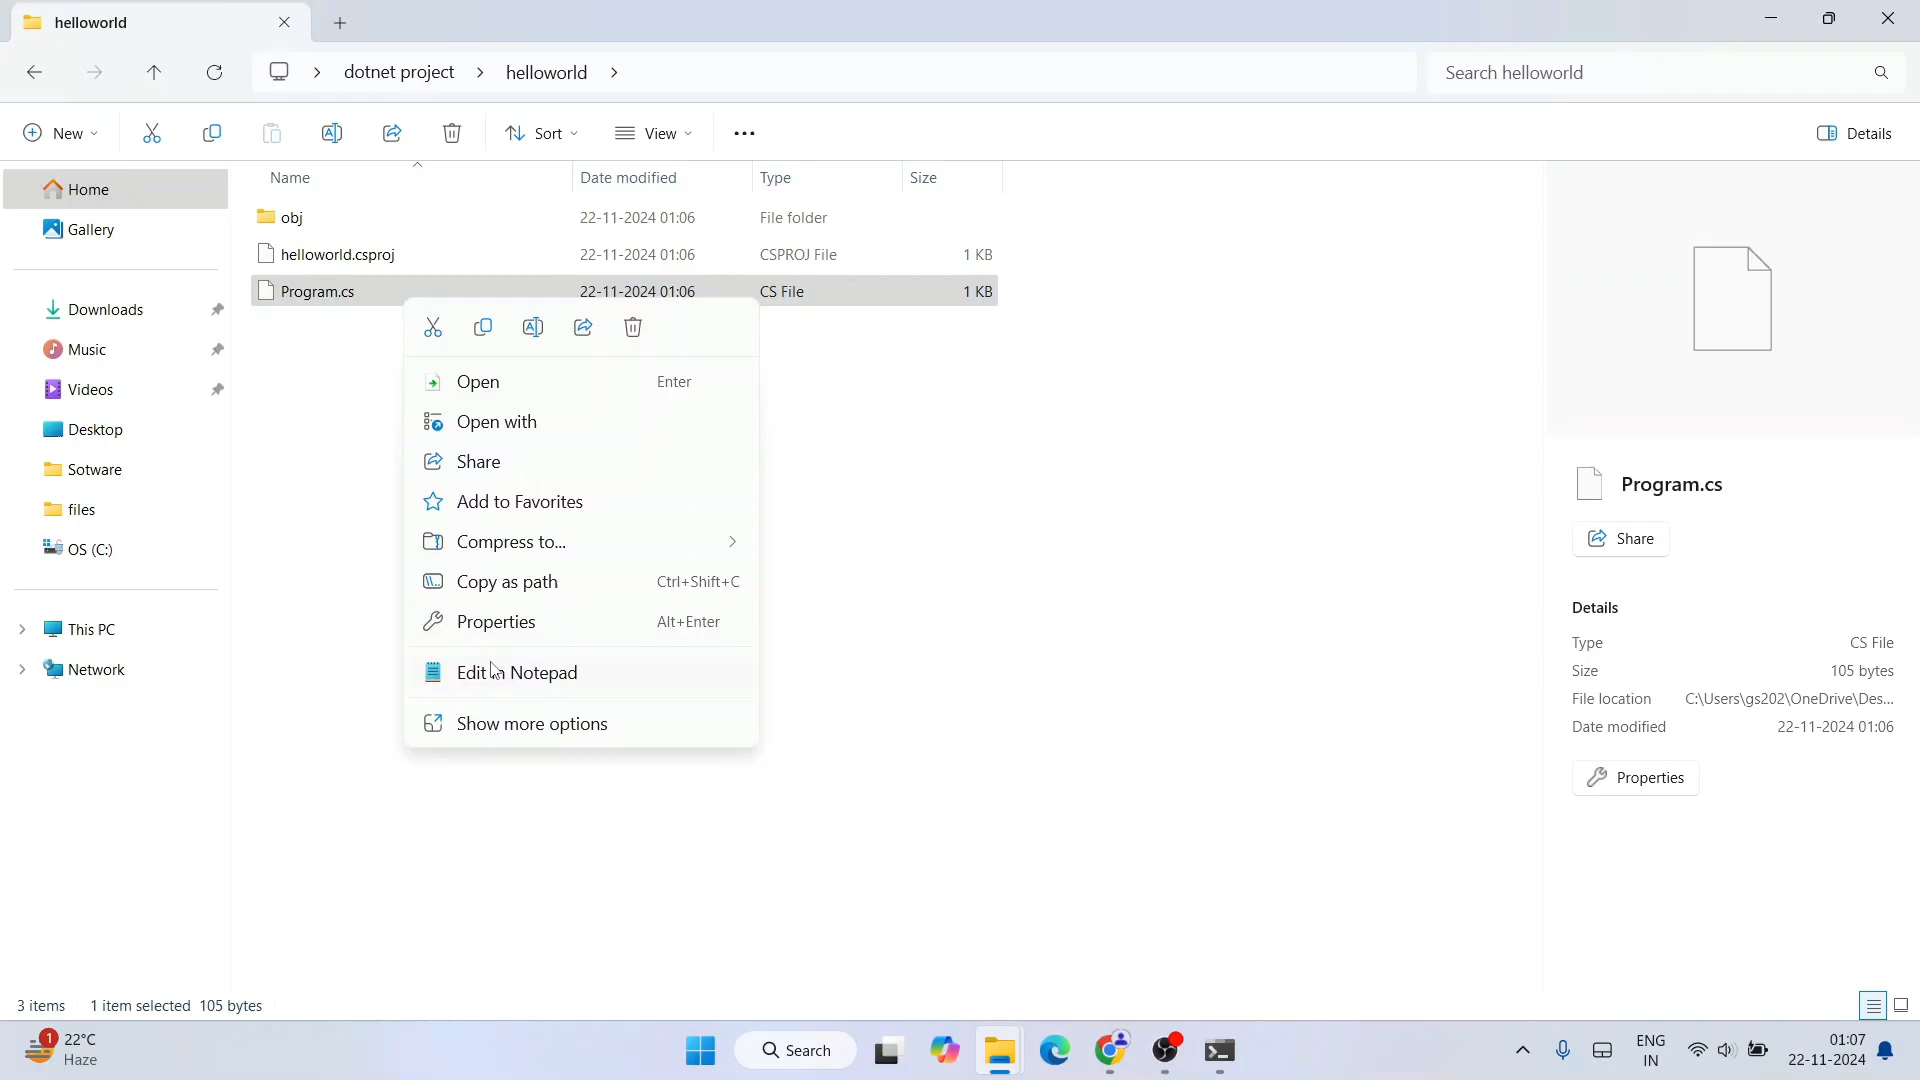 helloworld
dotnet project
helloworld
Search helloworld
New
Sort
View
Details
Home
Gallery
Downloads
Music
Videos
Desktop
Sotware
files
OS (C:)
This PC
Network
Name Date modified Type Size
obj 22-11-2024 01:06 File folder
helloworld.csproj 22-11-2024 01:06 CSPROJ File 1 KB
Program.cs 22-11-2024 01:06 CS File 1 KB
Open Enter
Open with
Share
Add to Favorites
Compress to...
Copy as path Ctrl+Shift+C
Properties Alt+Enter
Edit in Notepad
Show more options
Program.cs
Share
Details
Type CS File
Size 105 bytes
File location C:\Users\gs202\OneDrive\Des...
Date modified 22-11-2024 01:06
Properties
3 items 1 item selected 105 bytes
1
22°C
Haze
Search
ENG
IN
01:07
22-11-2024